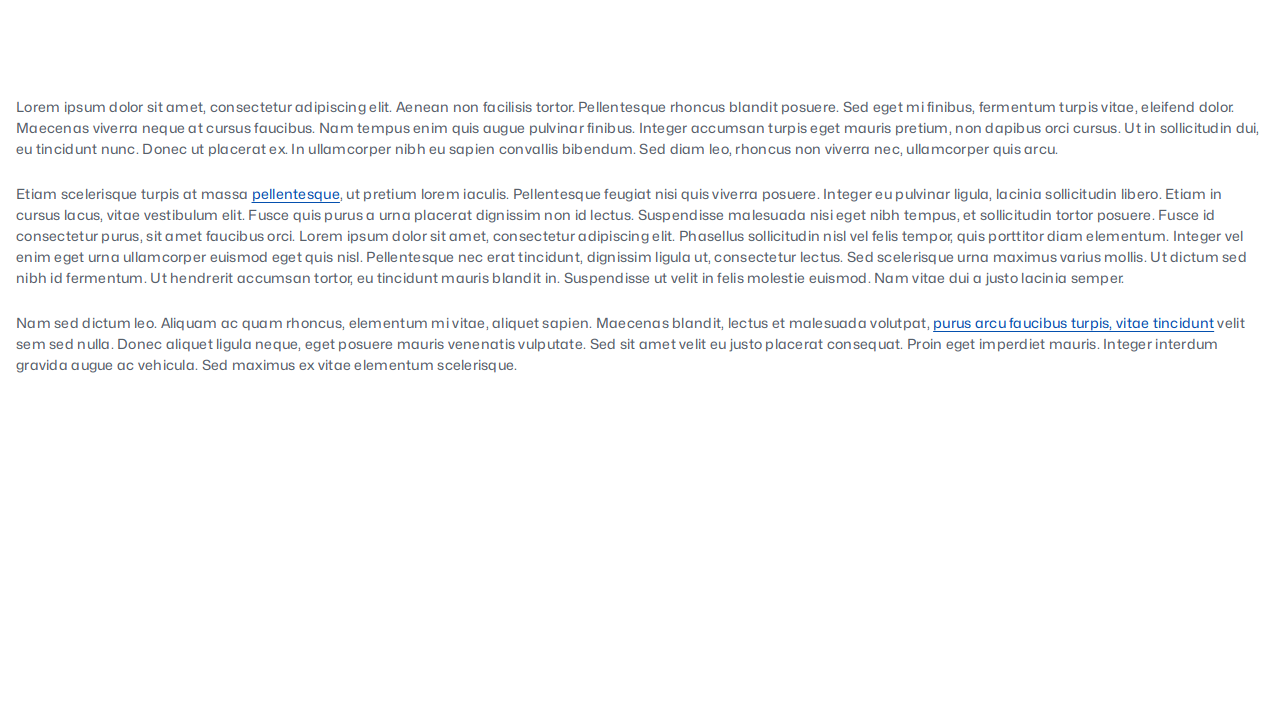 Lorem ipsum dolor sit amet, consectetur adipiscing elit. Aenean non facilisis tortor. Pellentesque rhoncus blandit posuere. Sed eget mi finibus, fermentum turpis vitae, eleifend dolor.
Maecenas viverra neque at cursus faucibus. Nam tempus enim quis augue pulvinar finibus. Integer accumsan turpis eget mauris pretium, non dapibus orci cursus. Ut in sollicitudin dui,
eu tincidunt nunc. Donec ut placerat ex. In ullamcorper nibh eu sapien convallis bibendum. Sed diam leo, rhoncus non viverra nec, ullamcorper quis arcu.
Etiam scelerisque turpis at massa pellentesque, ut pretium lorem iaculis. Pellentesque feugiat nisi quis viverra posuere. Integer eu pulvinar ligula, lacinia sollicitudin libero. Etiam in
cursus lacus, vitae vestibulum elit. Fusce quis purus a urna placerat dignissim non id lectus. Suspendisse malesuada nisi eget nibh tempus, et sollicitudin tortor posuere. Fusce id
consectetur purus, sit amet faucibus orci. Lorem ipsum dolor sit amet, consectetur adipiscing elit. Phasellus sollicitudin nisl vel felis tempor, quis porttitor diam elementum. Integer vel
enim eget urna ullamcorper euismod eget quis nisl. Pellentesque nec erat tincidunt, dignissim ligula ut, consectetur lectus. Sed scelerisque urna maximus varius mollis. Ut dictum sed
nibh id fermentum. Ut hendrerit accumsan tortor, eu tincidunt mauris blandit in. Suspendisse ut velit in felis molestie euismod. Nam vitae dui a justo lacinia semper.
Nam sed dictum leo. Aliquam ac quam rhoncus, elementum mi vitae, aliquet sapien. Maecenas blandit, lectus et malesuada volutpat, purus arcu faucibus turpis, vitae tincidunt velit
sem sed nulla. Donec aliquet ligula neque, eget posuere mauris venenatis vulputate. Sed sit amet velit eu justo placerat consequat. Proin eget imperdiet mauris. Integer interdum
gravida augue ac vehicula. Sed maximus ex vitae elementum scelerisque.